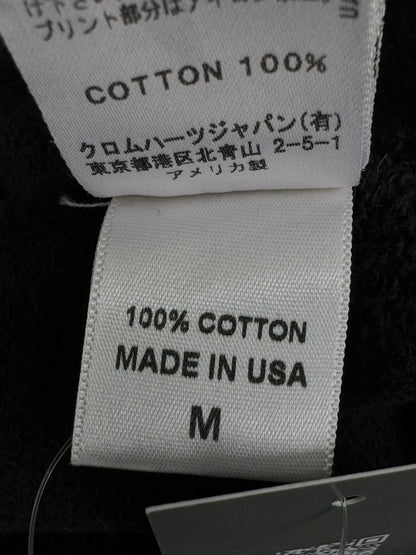 プリント部分はアイロン
COTTON 100%
クロムハーツジャパン(有)
東京都港区北青山 2-5-1
アメリカ製
100% COTTON
MADE IN USA
M